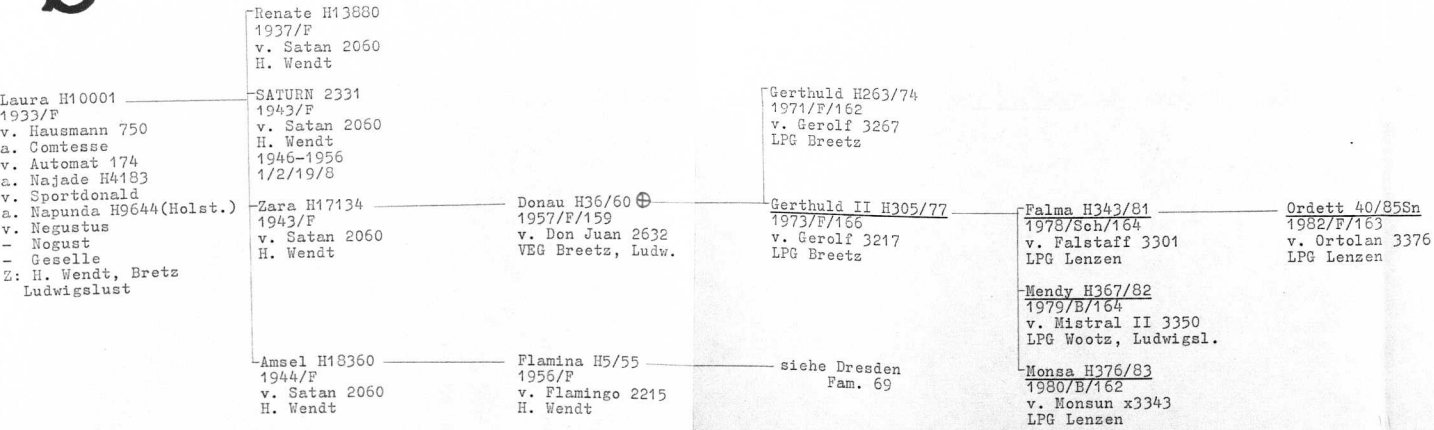 Renate H13880
1937/F
v. Satan 2060
H. Wendt
Laura H10001
1933/F
v. Hausmann 750
a. Comtesse
v. Automat 174
a. Najade H4183
v. Sportdonald
a. Napunda H9644(Holst.)
v. Negustus
- Nogust
- Geselle
Z: H. Wendt, Bretz
Ludwigslust
SATURN 2331
1943/F
v. Satan 2060
H. Wendt
1946-1956
1/2/19/8
Zara H17134
1943/F
v. Satan 2060
H. Wendt
Amsel H18360
1944/F
v. Satan 2060
H. Wendt
Donau H36/60 ⊕
1957/F/159
v. Don Juan 2632
VEG Breetz, Ludw.
Flamina H5/55
1956/F
v. Flamingo 2215
H. Wendt
Gerthuld H263/74
1971/F/162
v. Gerolf 3267
LPG Breetz
Gerthuld II H305/77
1973/F/166
v. Gerolf 3217
LPG Breetz
siehe Dresden
Fam. 69
Falma H343/81
1978/Sch/164
v. Falstaff 3301
LPG Lenzen
Mendy H367/82
1979/B/164
v. Mistral II 3350
LPG Wootz, Ludwigsl.
Monsa H376/83
1980/B/162
v. Monsun x3343
LPG Lenzen
Ordett 40/85Sn
1982/F/163
v. Ortolan 3376
LPG Lenzen